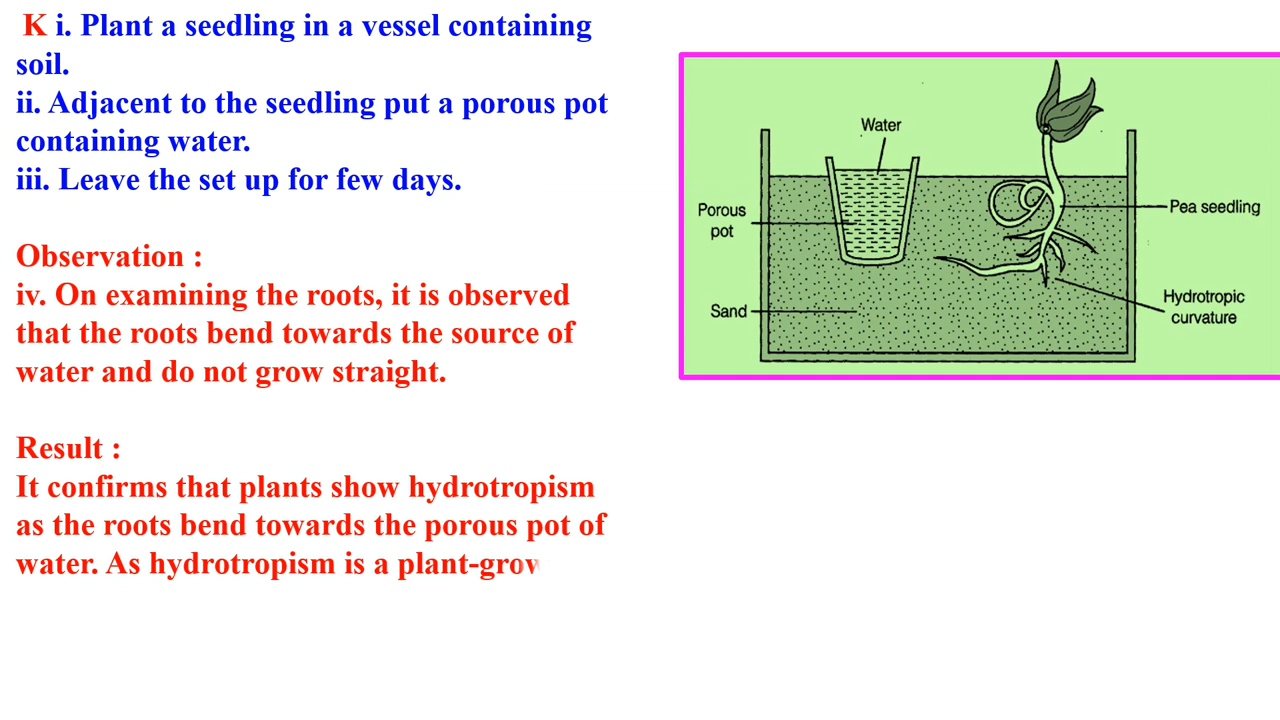 K i. Plant a seedling in a vessel containing
soil.
ii. Adjacent to the seedling put a porous pot
containing water.
iii. Leave the set up for few days.
Observation :
iv. On examining the roots, it is observed
that the roots bend towards the source of
water and do not grow straight.
Result :
It confirms that plants show hydrotropism
as the roots bend towards the porous pot of
water. As hydrotropism is a
Water
Porous
pot
Sand
Pea seedling
Hydrotropic
curvature